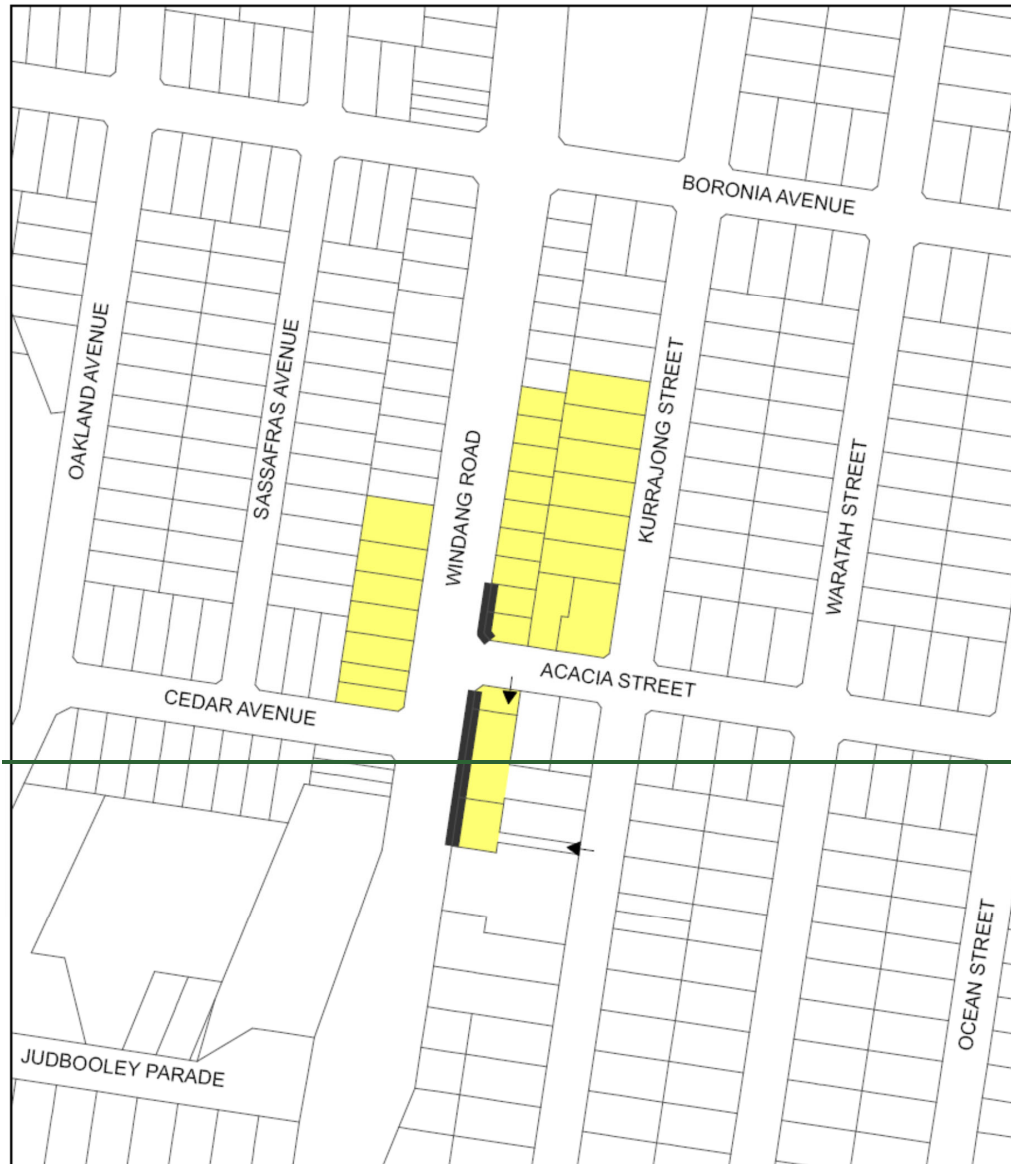 BORONIA AVENUE
OAKLAND AVENUE
SASSAFRAS AVENUE
WINDANG ROAD
KURRAJONG STREET
WARATAH STREET
ACACIA STREET
CEDAR AVENUE
OCEAN STREET
JUDBOOLEY PARADE